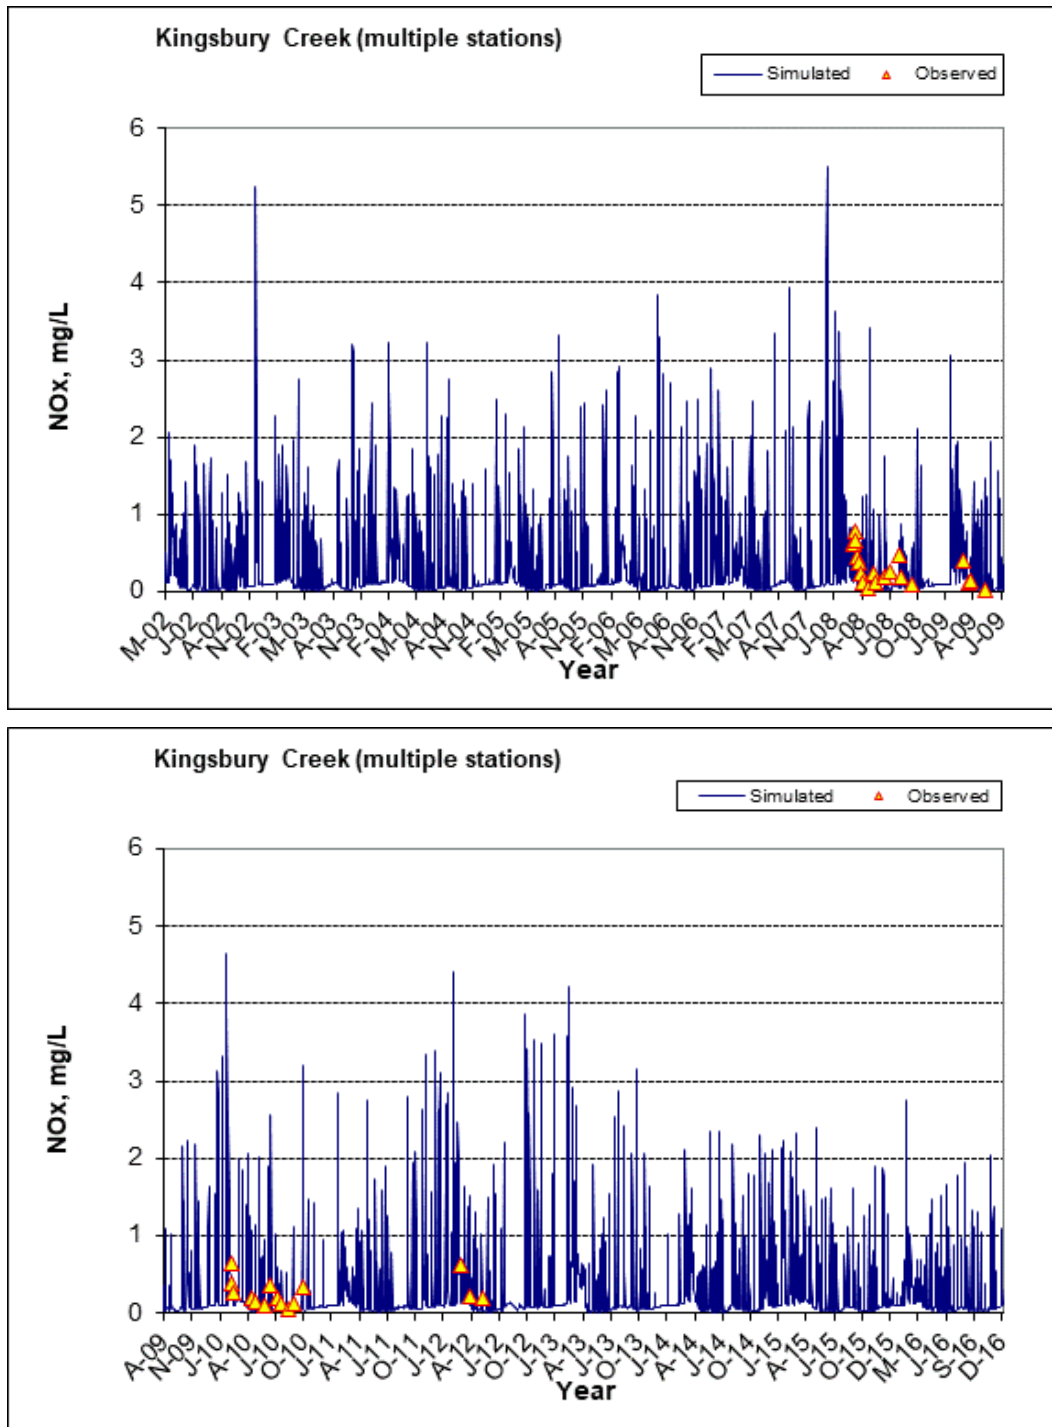 Kingsbury Creek (multiple stations)
Simulated Observed
6
5
4
3
2
1
0
NOx, mg/L
M-02 J-02 A-02 N-02 F-03 M-03 A-03 N-03 F-04 M-04 A-04 N-04 F-05 M-05 A-05 N-05 F-06 M-06 A-06 N-06 F-07 M-07 A-07 N-07 J-08 A-08 J-08 O-08 J-09 A-09 J-09
Year
Kingsbury Creek (multiple stations)
Simulated Observed
6
5
4
3
2
1
0
NOx, mg/L
A-09 N-09 J-10 A-10 J-10 O-10 J-11 A-11 J-11 O-11 J-12 A-12 J-12 O-12 J-13 A-13 J-13 O-13 J-14 A-14 J-14 O-14 J-15 A-15 J-15 O-15 D-15 M-16 J-16 S-16 D-16
Year